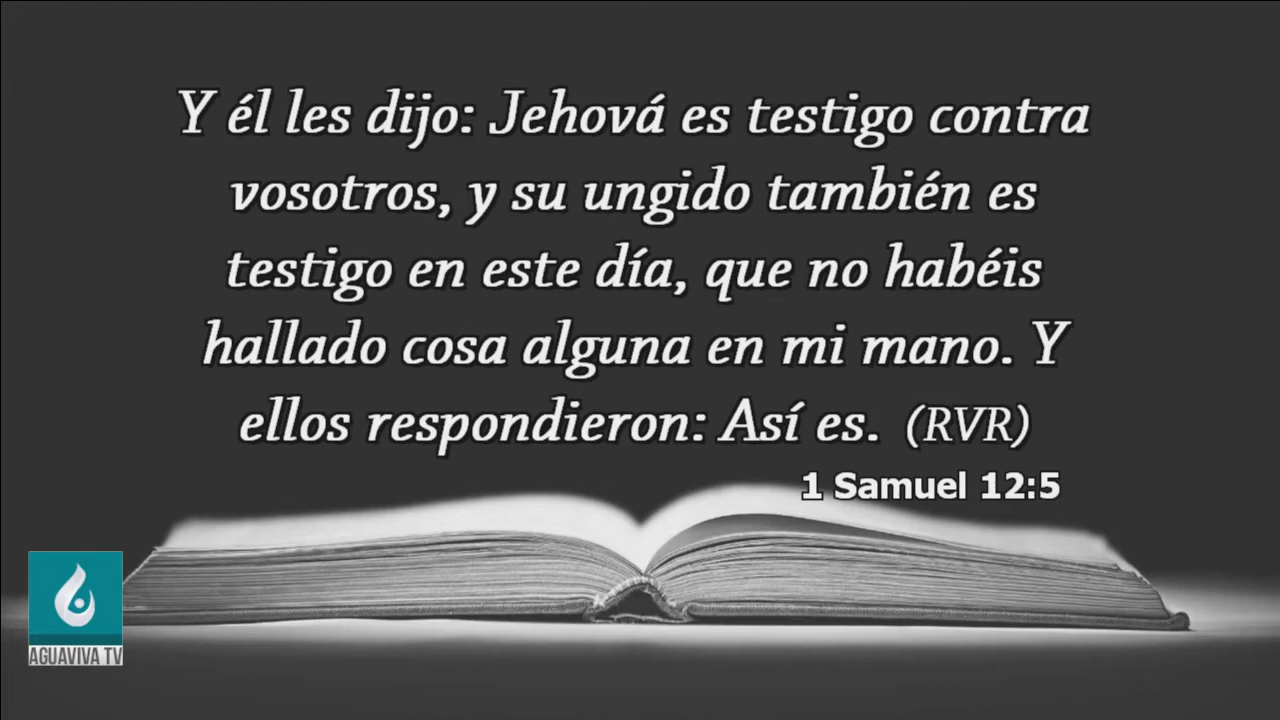 Y él les dijo: Jehová es testigo contra
vosotros, y su ungido también es
testigo en este día, que no habéis
hallado cosa alguna en mi mano. Y
ellos respondieron: Así es. (RVR)
1 Samuel 12:5
AGUAVIVA TV